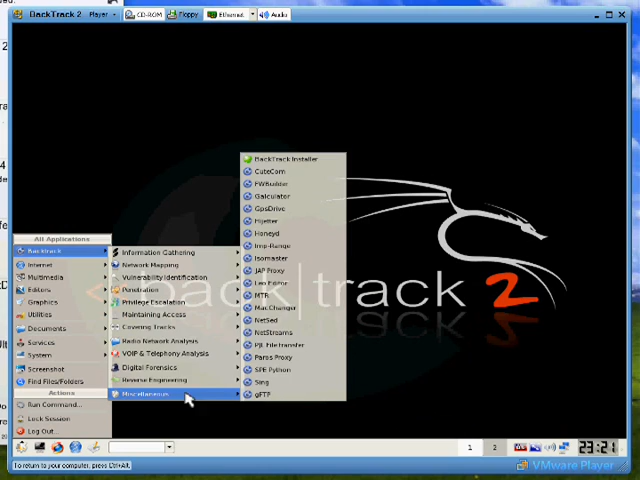 BackTrack 2 Player CD-ROM Floppy Ethernet Audio
BackTrack Installer
CuteCom
FWBuilder
Galculator
GpsDrive
Hijetter
Honeyd
Imp-Range
Isomaster
JAP Proxy
Leo Editor
MTR
MacChanger
NetSed
NetStreams
PJL File transfer
Paros Proxy
SPE Python
Sing
gFTP
All Applications
Backtrack
Internet
Multimedia
Editors
Graphics
Utilities
Documents
Services
System
Screenshot
Find Files/Folders
Actions
Run Command...
Lock Session
Log Out...
Information Gathering
Network Mapping
Vulnerability Identification
Penetration
Privilege Escalation
Maintaining Access
Covering Tracks
Radio Network Analysis
VOIP & Telephony Analysis
Digital Forensics
Reverse Engineering
Miscellaneous
< back | track 2
1 2 23:21
To return to your computer, press Ctrl+Alt.
VMware Player